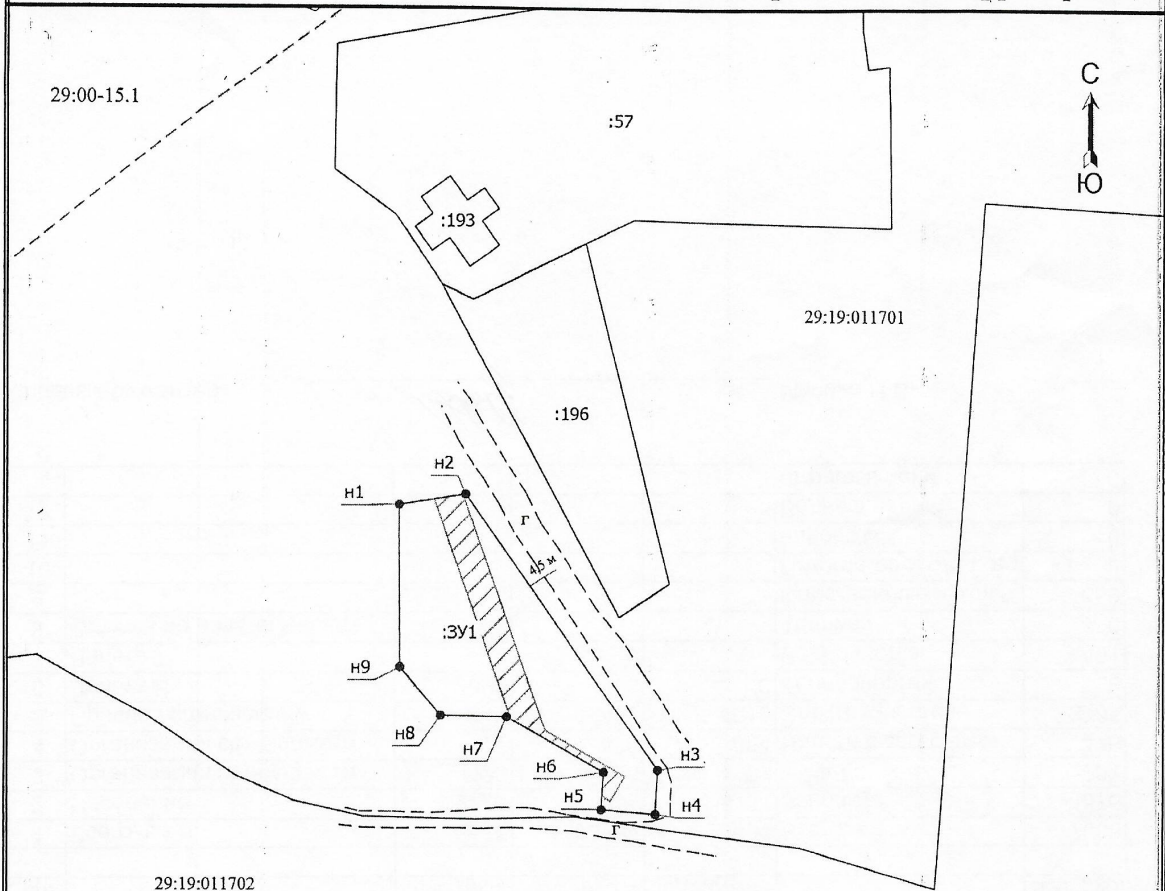 29:00-15.1
:57
С
Ю
:193
29:19:011701
:196
н2
н1
г
4,5 м
:ЗУ1
н9
н8
н7
н6
н3
н5
н4
г
29:19:011702